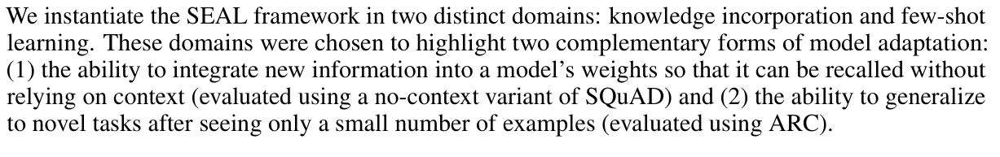 We instantiate the SEAL framework in two distinct domains: knowledge incorporation and few-shot
learning. These domains were chosen to highlight two complementary forms of model adaptation:
(1) the ability to integrate new information into a model’s weights so that it can be recalled without
relying on context (evaluated using a no-context variant of SQuAD) and (2) the ability to generalize
to novel tasks after seeing only a small number of examples (evaluated using ARC).